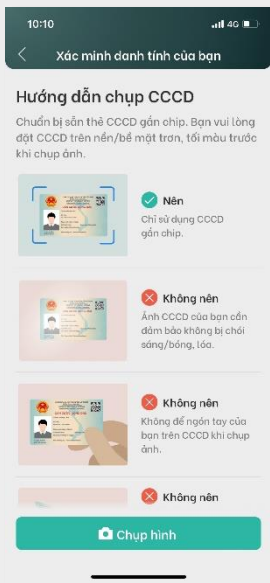 10:10
4G
Xác minh danh tính của bạn
Hướng dẫn chụp CCCD
Chuẩn bị sẵn thẻ CCCD gắn chip. Bạn vui lòng
đặt CCCD trên nền/bề mặt trơn, tối màu trước
khi chụp ảnh.
Nên
Chỉ sử dụng CCCD
gắn chip.
Không nên
Ảnh CCCD của bạn cần
đảm bảo không bị chói
sáng/bóng, lóa.
Không nên
Không để ngón tay của
bạn trên CCCD khi chụp
ảnh.
Không nên
Chụp hình